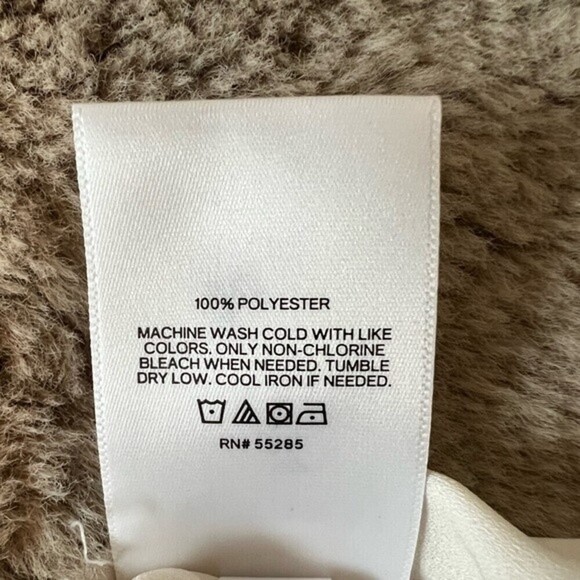 100% POLYESTER
MACHINE WASH COLD WITH LIKE
COLORS. ONLY NON-CHLORINE
BLEACH WHEN NEEDED. TUMBLE
DRY LOW. COOL IRON IF NEEDED.
RN# 55285